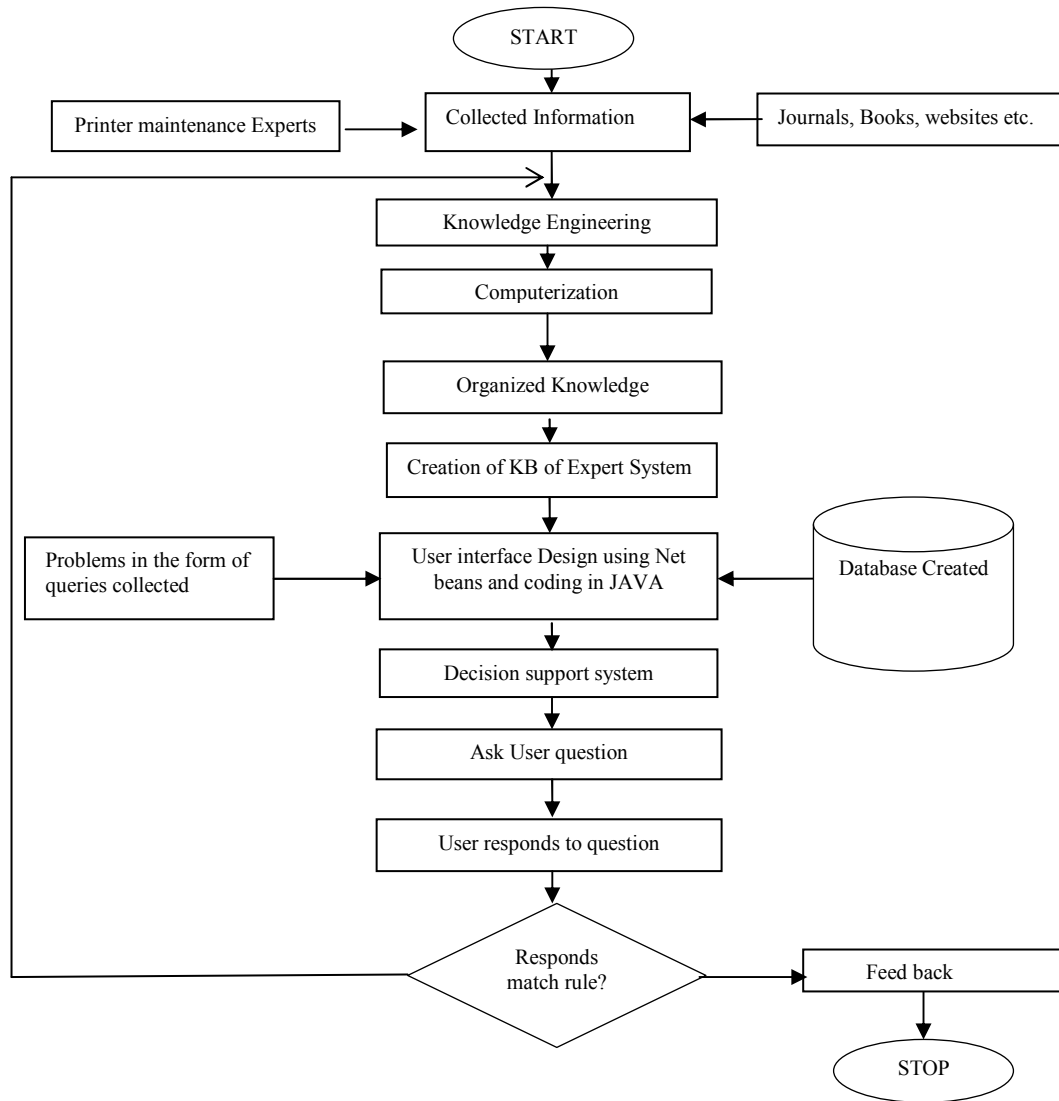 START
Printer maintenance Experts
Collected Information
Journals, Books, websites etc.
Knowledge Engineering
Computerization
Organized Knowledge
Creation of KB of Expert System
Problems in the form of
queries collected
User interface Design using Net
beans and coding in JAVA
Database Created
Decision support system
Ask User question
User responds to question
Responds
match rule?
Feed back
STOP